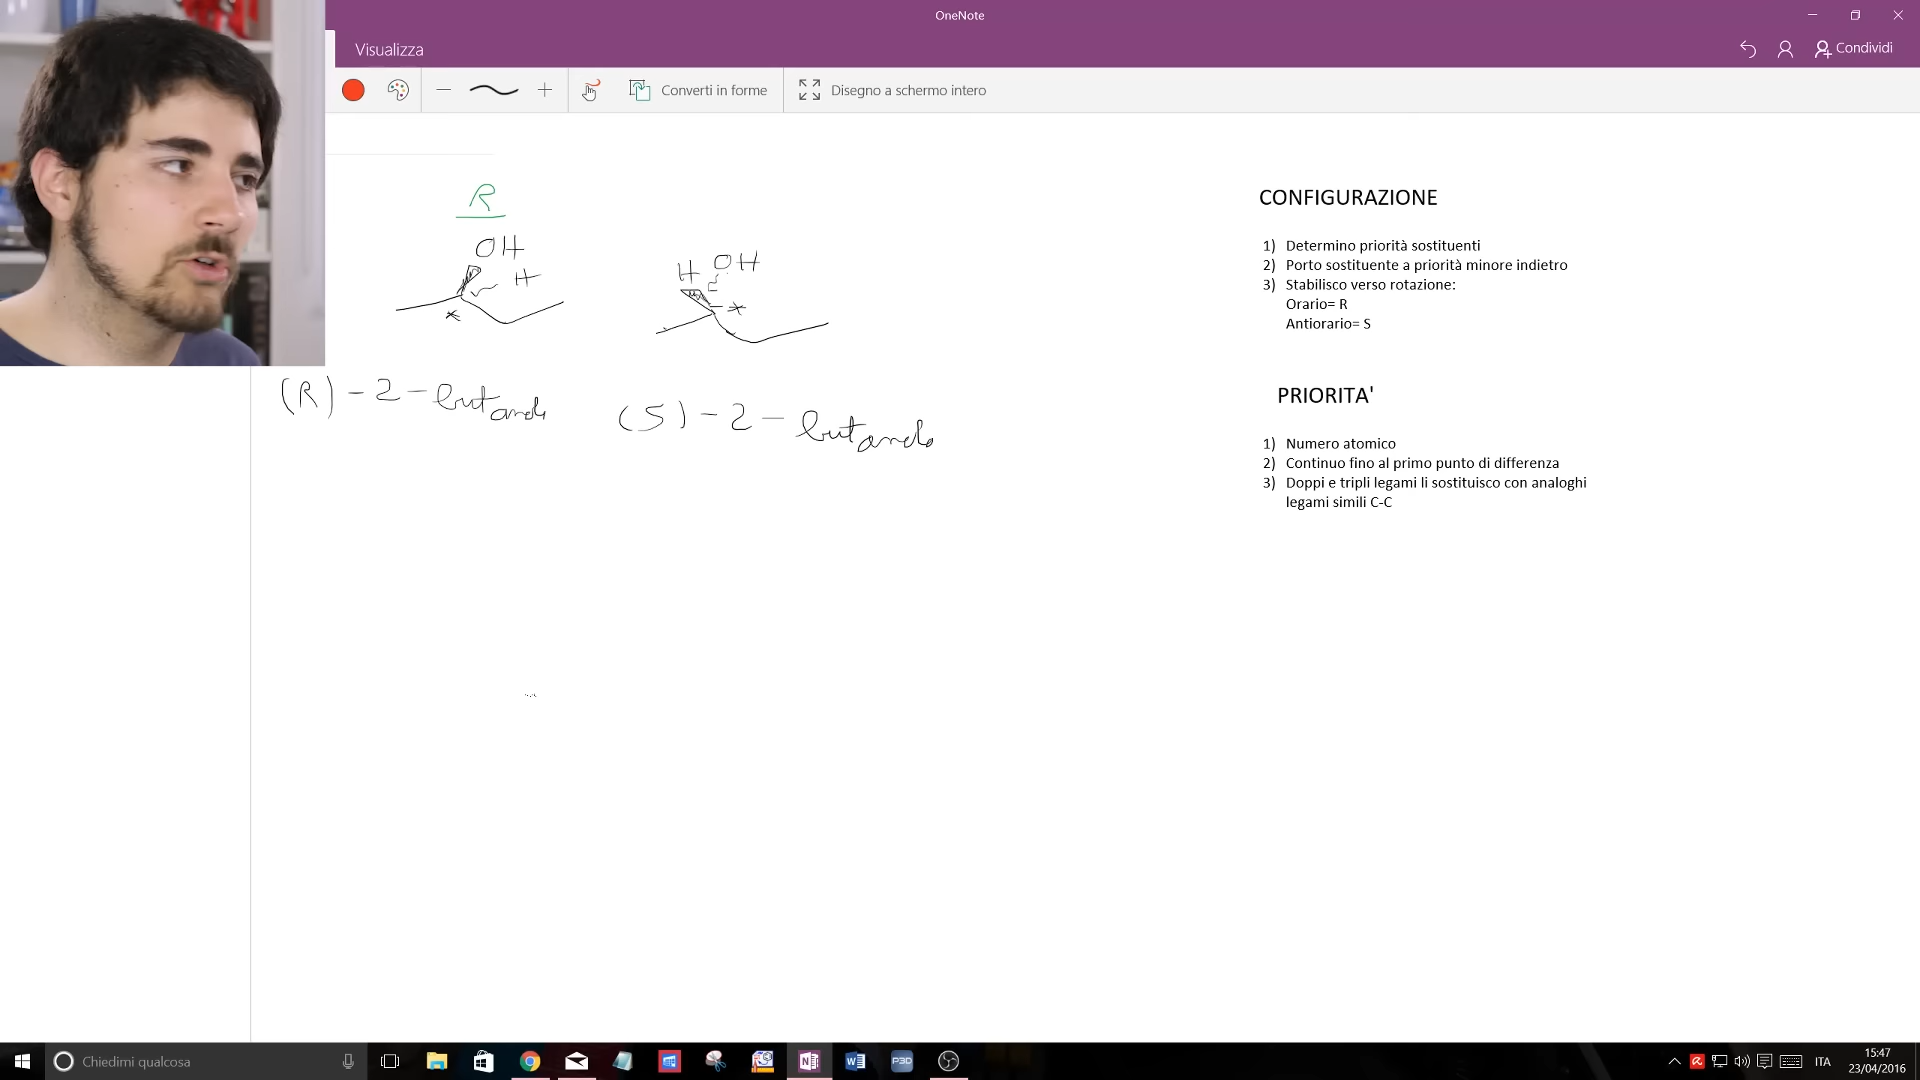 OneNote
Visualizza
Condividi
Converti in forme
Disegno a schermo intero
R
OH
H
*
H OH
*
(R)-2-butanolo
(S)-2-butanolo
CONFIGURAZIONE
1) Determino priorità sostituenti
2) Porto sostituente a priorità minore indietro
3) Stabilisco verso rotazione:
Orario= R
Antiorario= S
PRIORITA'
1) Numero atomico
2) Continuo fino al primo punto di differenza
3) Doppi e tripli legami li sostituisco con analoghi
legami simili C-C
Chiedimi qualcosa
P3D
ITA
15:47
23/04/2016